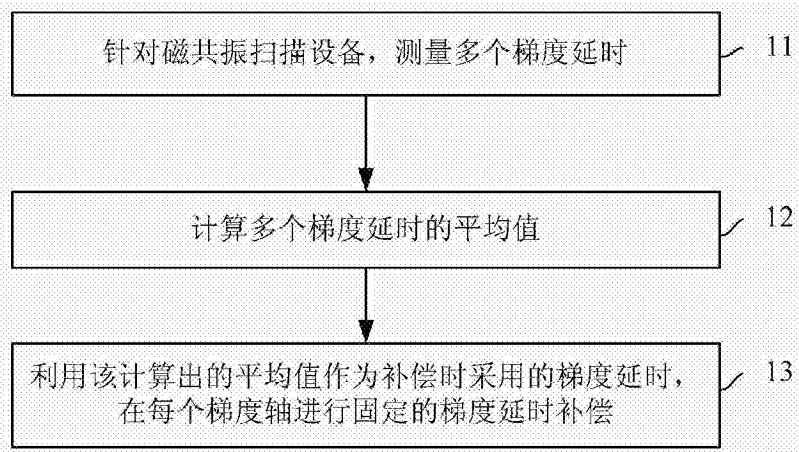 针对磁共振扫描设备，测量多个梯度延时
11
计算多个梯度延时的平均值
12
利用该计算出的平均值作为补偿时采用的梯度延时，
在每个梯度轴进行固定的梯度延时补偿
13